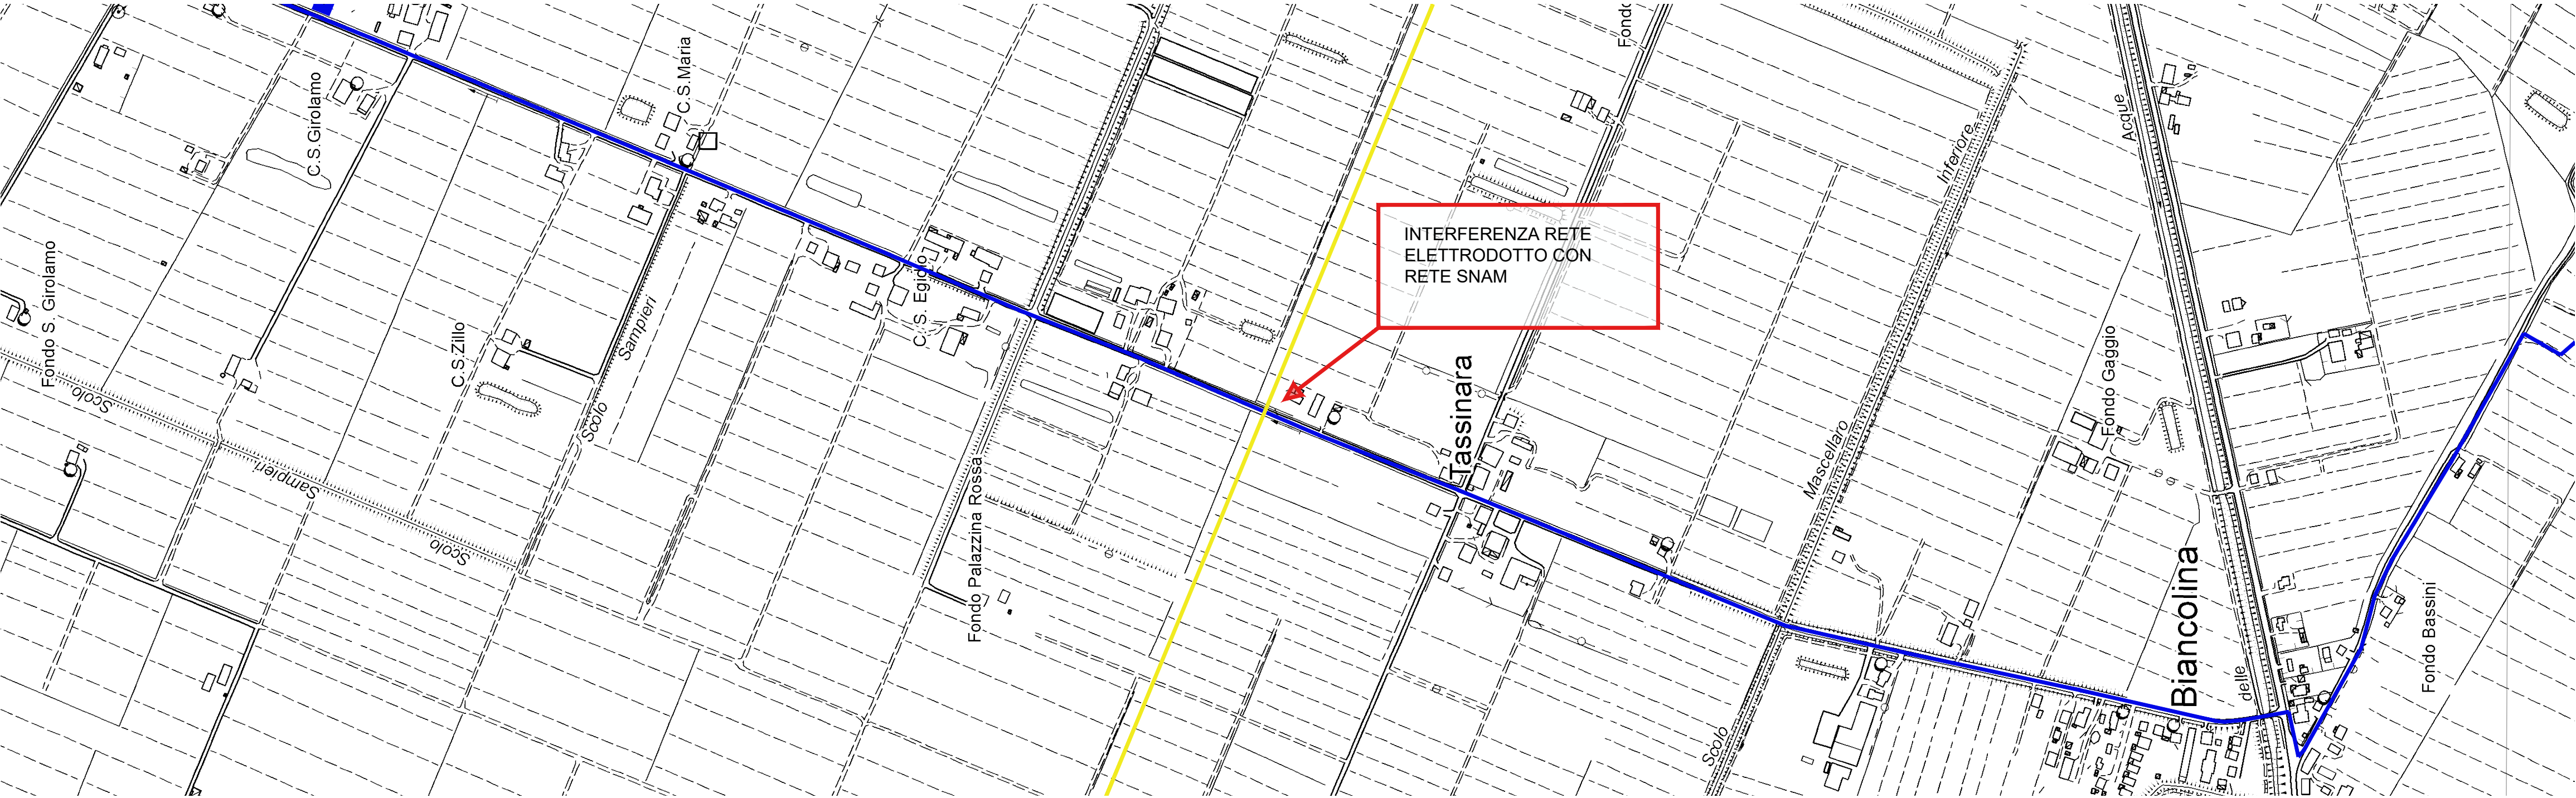 Fondo
C.S.Maria
C.S.Girolamo
Acque
Inferiore
INTERFERENZA RETE
ELETTRODOTTO CON
RETE SNAM
Fondo S. Girolamo
C.S. Egidio
Sampieri
C.S.Zillo
Fondo Gaggio
Tassinara
Scolo
Scolo
Mascellaro
Sampieri
Fondo Palazzina Rossa
Scolo
Biancolina
Fondo Bassini
delle
Scolo